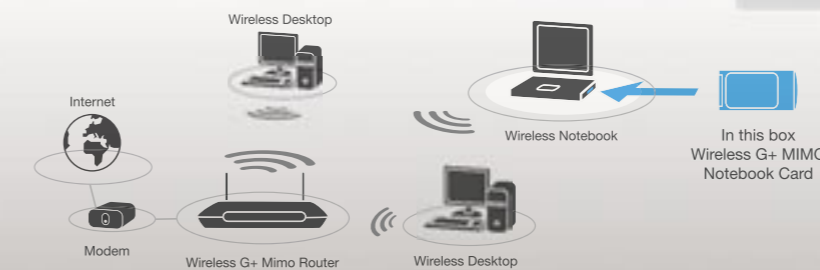 Wireless Desktop
Internet
Wireless Notebook
In this box
Wireless G+ MIMO
Notebook Card
Modem
Wireless G+ Mimo Router
Wireless Desktop